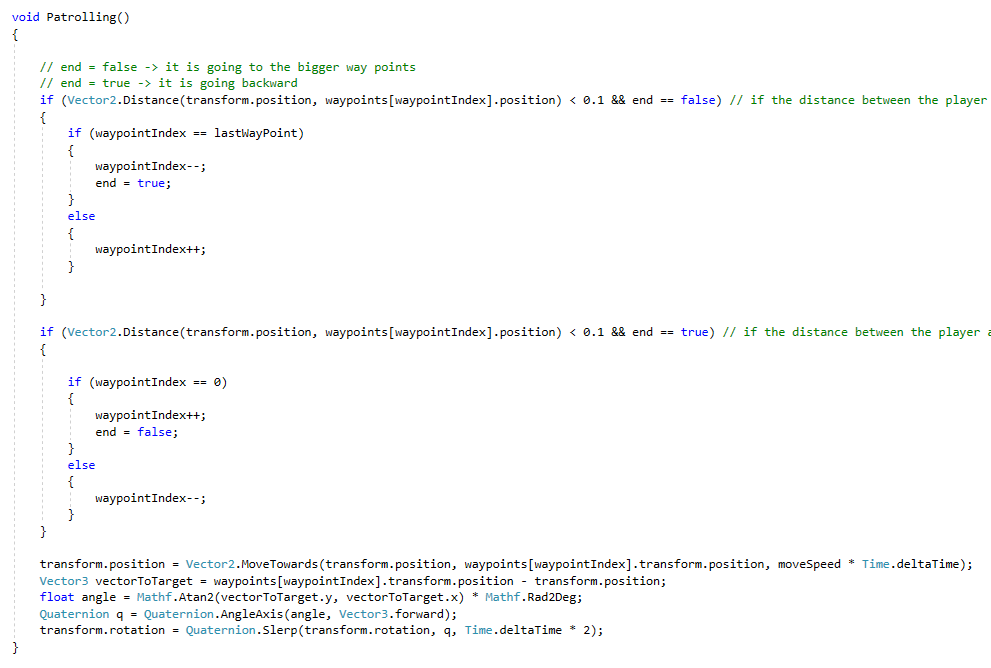 void Patrolling()
{
// end = false -> it is going to the bigger way points
// end = true -> it is going backward
if (Vector2.Distance(transform.position, waypoints[waypointIndex].position) < 0.1 && end == false) // if the distance between the player
{
if (waypointIndex == lastWayPoint)
{
waypointIndex--;
end = true;
}
else
{
waypointIndex++;
}
}
if (Vector2.Distance(transform.position, waypoints[waypointIndex].position) < 0.1 && end == true) // if the distance between the player a
{
if (waypointIndex == 0)
{
waypointIndex++;
end = false;
}
else
{
waypointIndex--;
}
}
transform.position = Vector2.MoveTowards(transform.position, waypoints[waypointIndex].transform.position, moveSpeed * Time.deltaTime);
Vector3 vectorToTarget = waypoints[waypointIndex].transform.position - transform.position;
float angle = Mathf.Atan2(vectorToTarget.y, vectorToTarget.x) * Mathf.Rad2Deg;
Quaternion q = Quaternion.AngleAxis(angle, Vector3.forward);
transform.rotation = Quaternion.Slerp(transform.rotation, q, Time.deltaTime * 2);
}